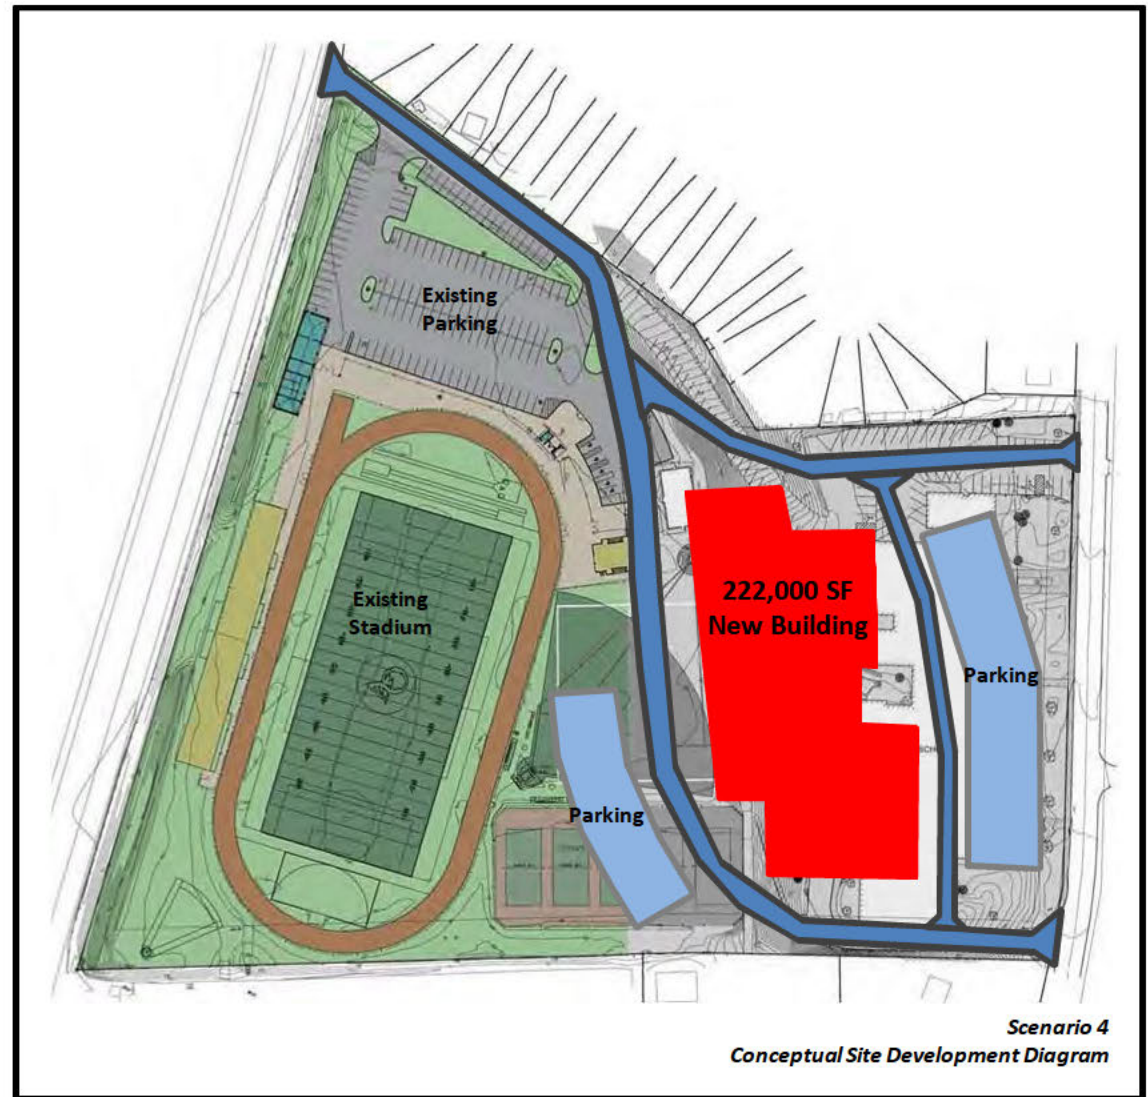 Existing
Parking
222,000 SF
New Building
Existing
Stadium
Parking
Parking
Scenario 4
Conceptual Site Development Diagram